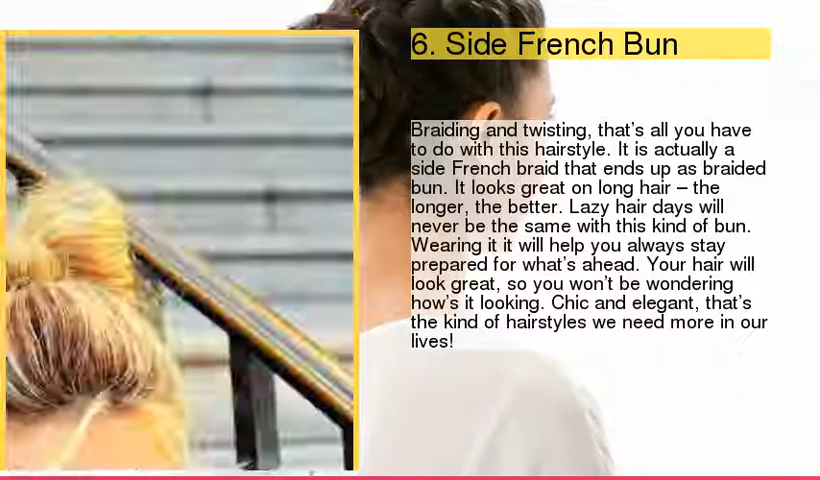 6. Side French Bun
Braiding and twisting, that's all you have
to do with this hairstyle. It is actually a
side French braid that ends up as braided
bun. It looks great on long hair – the
longer, the better. Lazy hair days will
never be the same with this kind of bun.
Wearing it it will help you always stay
prepared for what's ahead. Your hair will
look great, so you won't be wondering
how's it looking. Chic and elegant, that's
the kind of hairstyles we need more in our
lives!